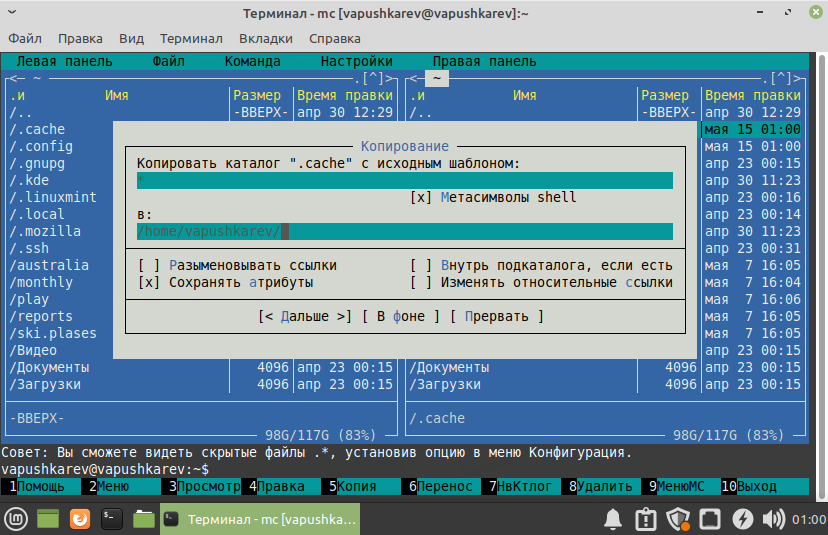 Терминал - mc [vapushkarev@vapushkarev]:~
Файл Правка Вид Терминал Вкладки Справка
Левая панель Файл Команда Настройки Правая панель
<─ ~ .[^]> <─ ~ .[^]>
.и Имя Размер Время правки .и Имя Размер Время правки
/.. -ВВЕРХ- апр 30 12:29 /.. -ВВЕРХ- апр 30 12:29
/.cache мая 15 01:00
/.config мая 15 01:00
/.gnupg апр 23 00:15
/.kde апр 30 11:23
/.linuxmint апр 23 00:16
/.local апр 23 00:14
/.mozilla апр 30 11:23
/.ssh апр 23 00:31
/australia мая 7 16:05
/monthly мая 7 16:04
/play мая 7 16:06
/reports мая 7 16:05
/ski.plases мая 7 16:05
/Видео апр 23 00:15
/Документы 4096 апр 23 00:15 /Документы 4096 апр 23 00:15
/Загрузки 4096 апр 23 00:15 /Загрузки 4096 апр 23 00:15
-ВВЕРХ- /.cache
98G/117G (83%) 98G/117G (83%)
Копирование
Копировать каталог ".cache" с исходным шаблоном:
*
[x] Метасимволы shell
в:
/home/vapushkarev/
[ ] Разыменовывать ссылки [ ] Внутрь подкаталога, если есть
[x] Сохранять атрибуты [ ] Изменять относительные ссылки
[< Дальше >] [ В фоне ] [ Прервать ]
Совет: Вы сможете видеть скрытые файлы .*, установив опцию в меню Конфигурация.
vapushkarev@vapushkarev:~$
1Помощь 2Меню 3Просмотр 4Правка 5Копия 6Перенос 7НвКтлог 8Удалить 9МенюМС 10Выход
Терминал - mc [vapushka... 01:00